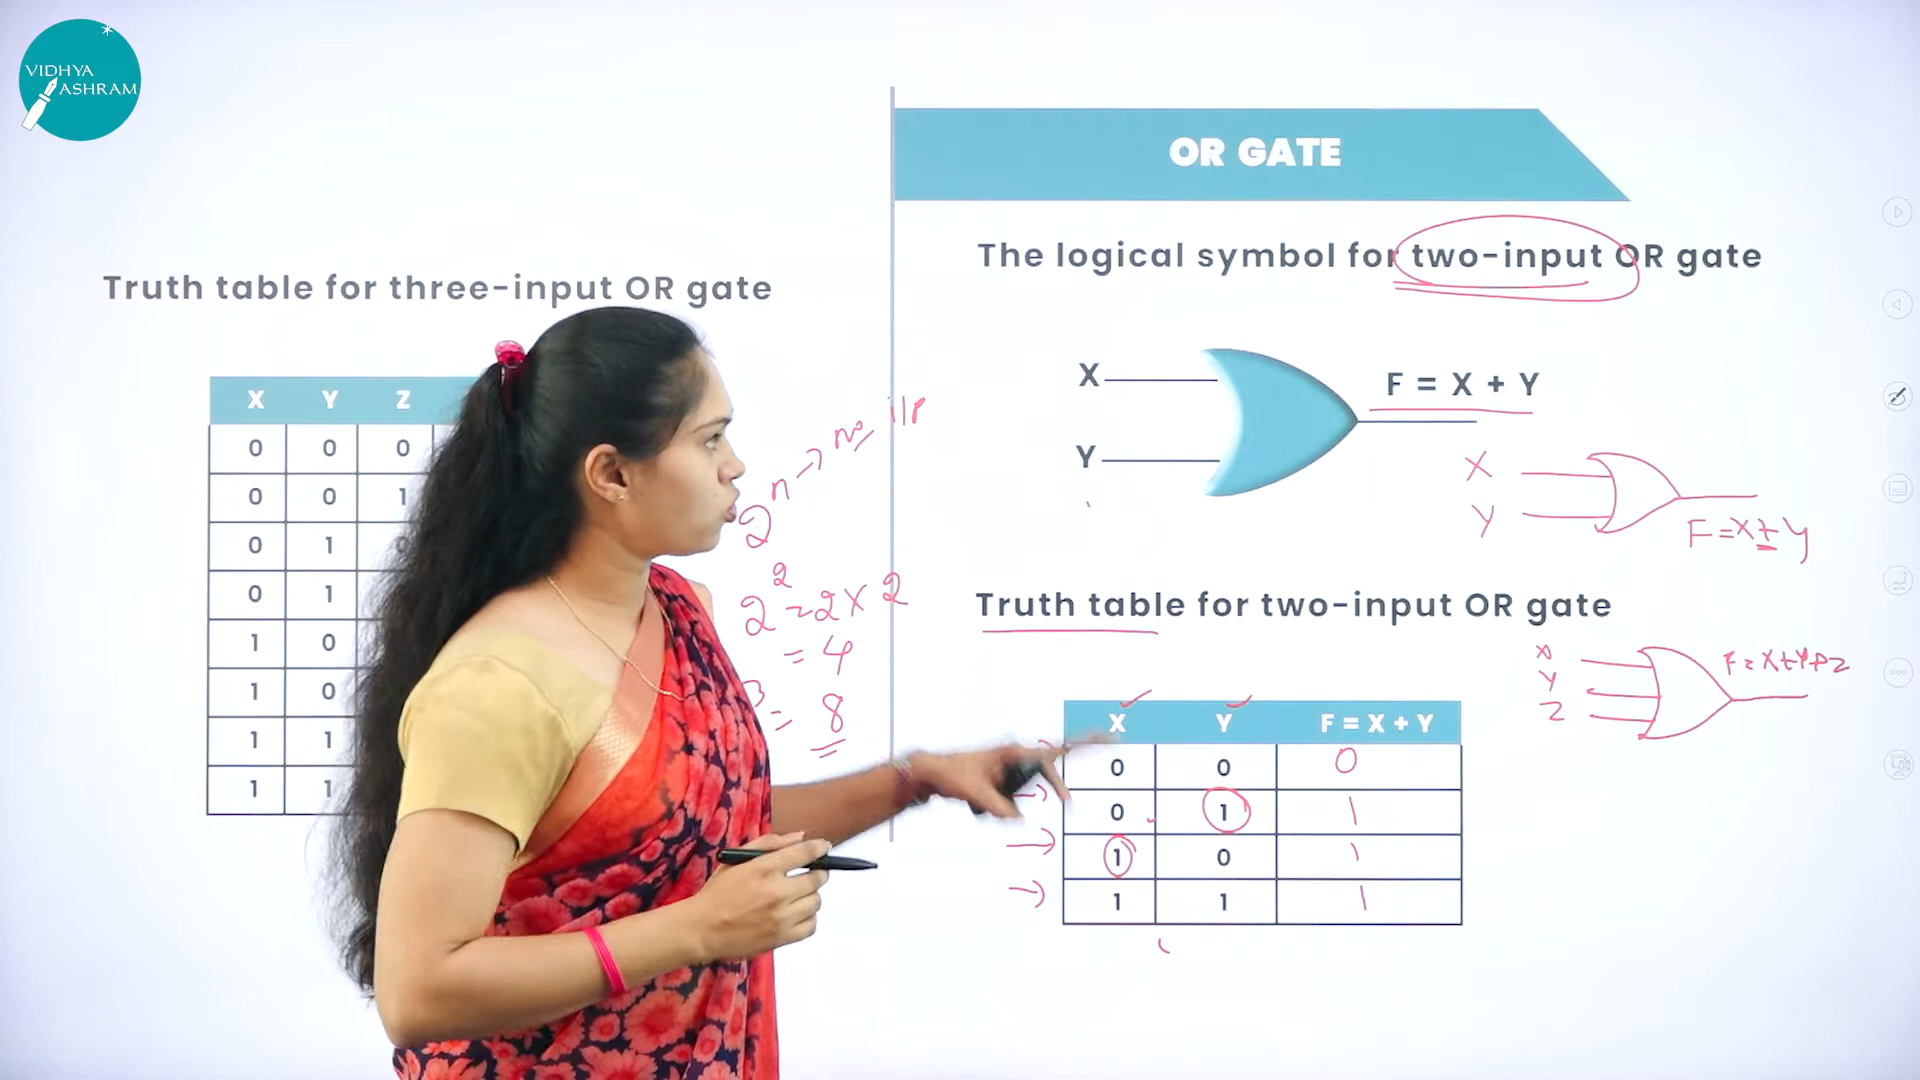 VIDHYA
ASHRAM
OR GATE
The logical symbol for two-input OR gate
X
Y
F = X + Y
X
Y
F = X + Y
Truth table for three-input OR gate
X Y Z
0 0 0
0 0 1
0 1 0
0 1
1 0
1 0
1 1
1 1
2^n → no I/P
2^2 = 2 x 2
= 4
3 = 8
Truth table for two-input OR gate
X
Y
Z
F = X + Y + Z
X Y F = X + Y
0 0 0
0 1 1
1 0 1
1 1 1